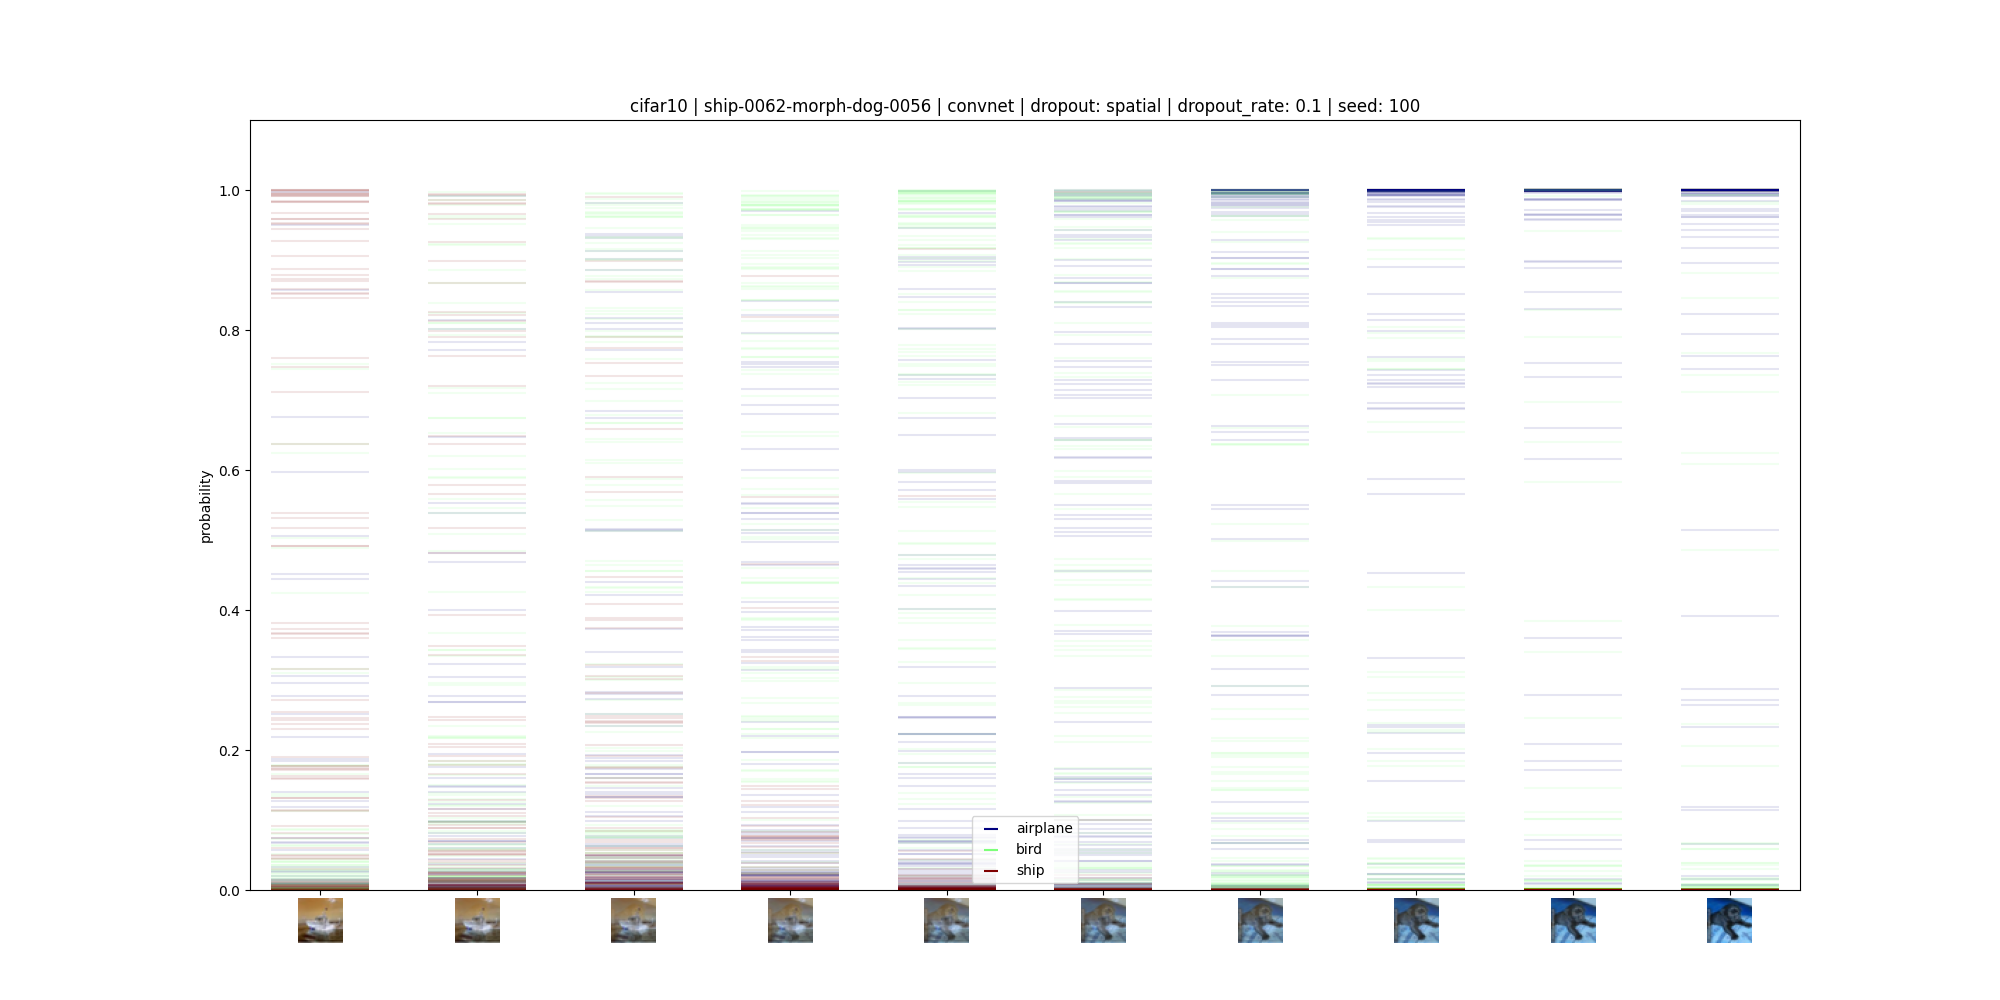 cifar10 | ship-0062-morph-dog-0056 | convnet | dropout: spatial | dropout_rate: 0.1 | seed: 100
probability
1.0
0.8
0.6
0.4
0.2
0.0
airplane
bird
ship